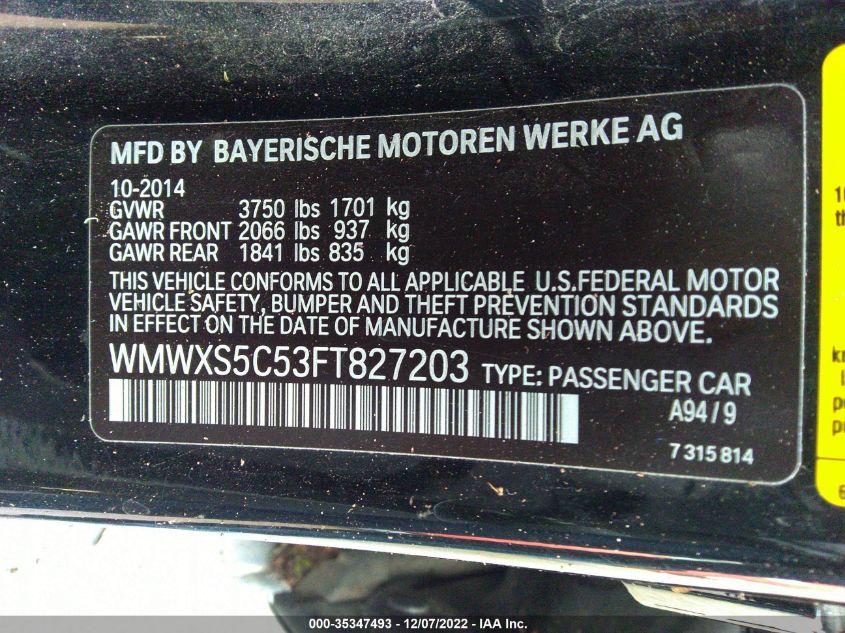 MFD BY BAYERISCHE MOTOREN WERKE AG
10-2014
GVWR 3750 lbs 1701 kg
GAWR FRONT 2066 lbs 937 kg
GAWR REAR 1841 lbs 835 kg
THIS VEHICLE CONFORMS TO ALL APPLICABLE U.S.FEDERAL MOTOR
VEHICLE SAFETY, BUMPER AND THEFT PREVENTION STANDARDS
IN EFFECT ON THE DATE OF MANUFACTURE SHOWN ABOVE.
WMWXS5C53FT827203 TYPE: PASSENGER CAR
A94/9
7 315 814
000-35347493 - 12/07/2022 - IAA Inc.